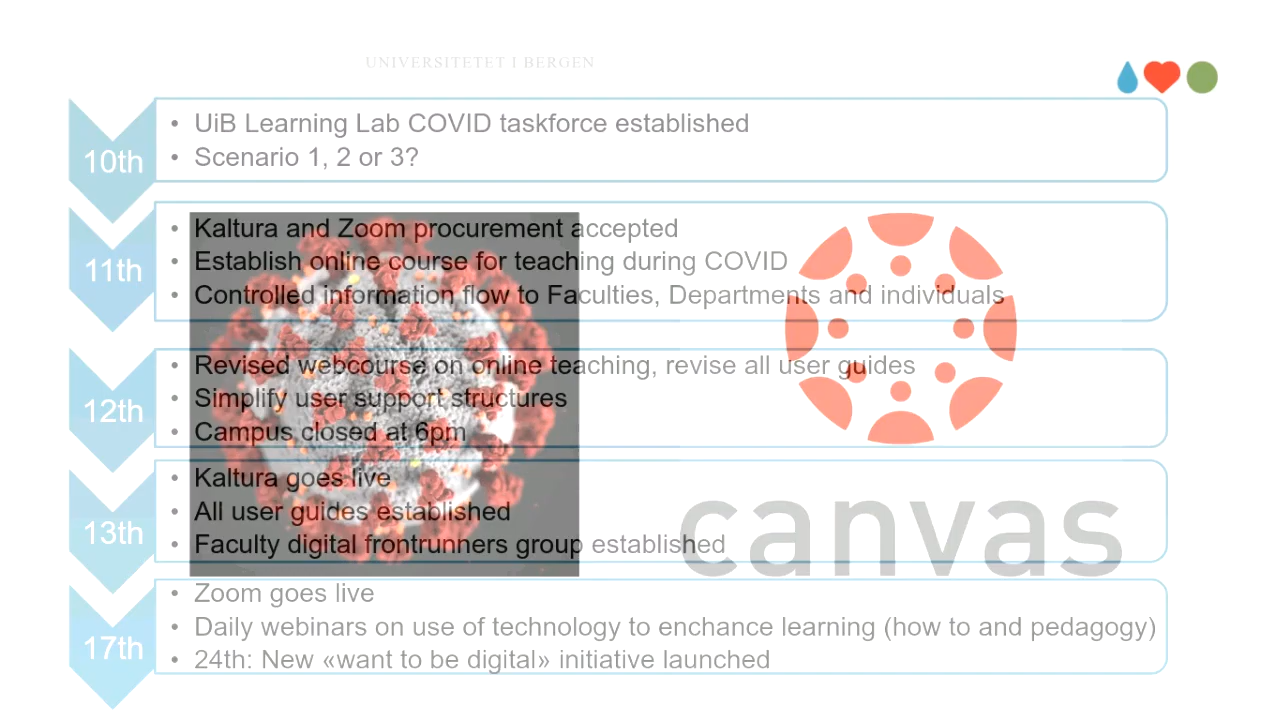 UNIVERSITETET I BERGEN
10th
• UiB Learning Lab COVID taskforce established
• Scenario 1, 2 or 3?
11th
• Kaltura and Zoom procurement accepted
• Establish online course for teaching during COVID
• Controlled information flow to Faculties, Departments and individuals
12th
• Revised webcourse on online teaching, revise all user guides
• Simplify user support structures
• Campus closed at 6pm
13th
• Kaltura goes live
• All user guides established
• Faculty digital frontrunners group established
canvas
17th
• Zoom goes live
• Daily webinars on use of technology to enchance learning (how to and pedagogy)
• 24th: New «want to be digital» initiative launched